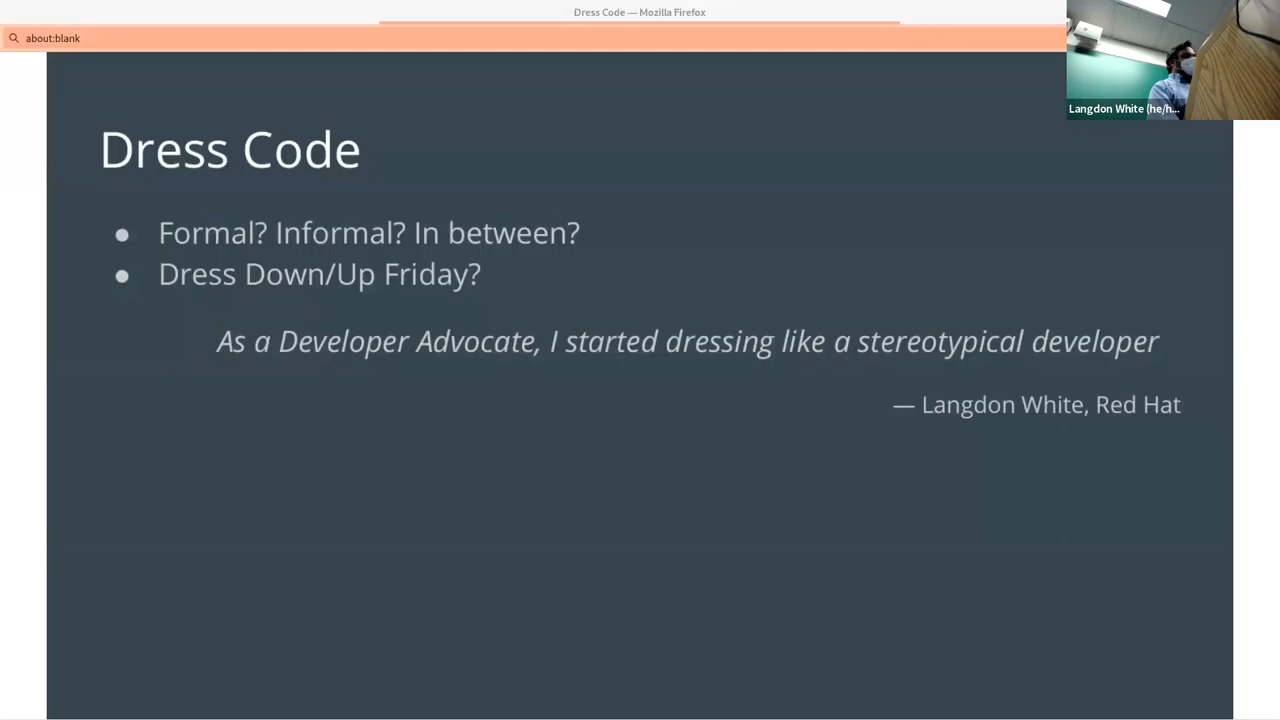 Dress Code — Mozilla Firefox
about:blank
Langdon White (he/h...
Dress Code
● Formal? Informal? In between?
● Dress Down/Up Friday?
As a Developer Advocate, I started dressing like a stereotypical developer
— Langdon White, Red Hat